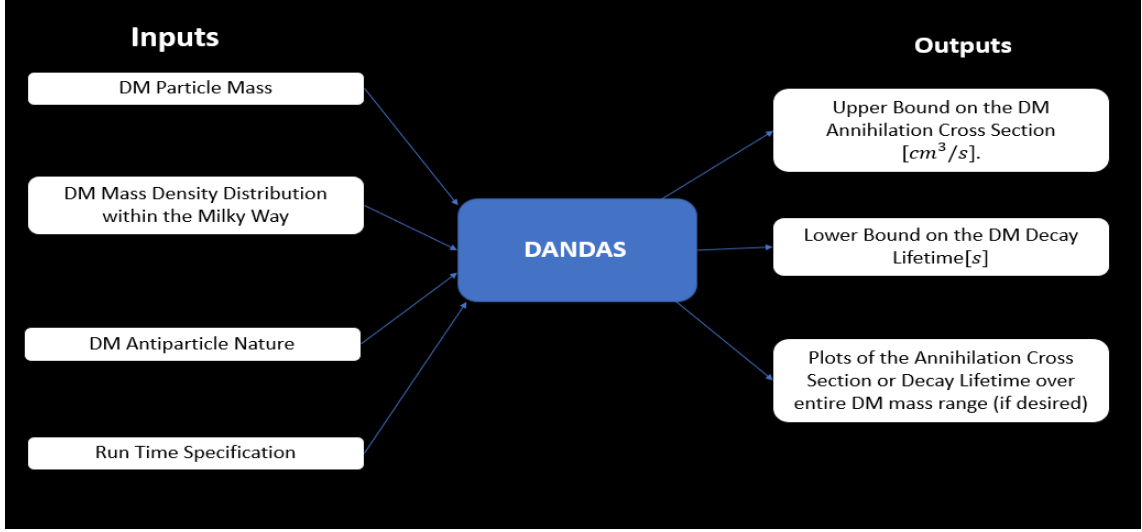 Inputs
DM Particle Mass
DM Mass Density Distribution
within the Milky Way
DM Antiparticle Nature
Run Time Specification
DANDAS
Outputs
Upper Bound on the DM
Annihilation Cross Section
[cm³/s].
Lower Bound on the DM Decay
Lifetime[s]
Plots of the Annihilation Cross
Section or Decay Lifetime over
entire DM mass range (if desired)